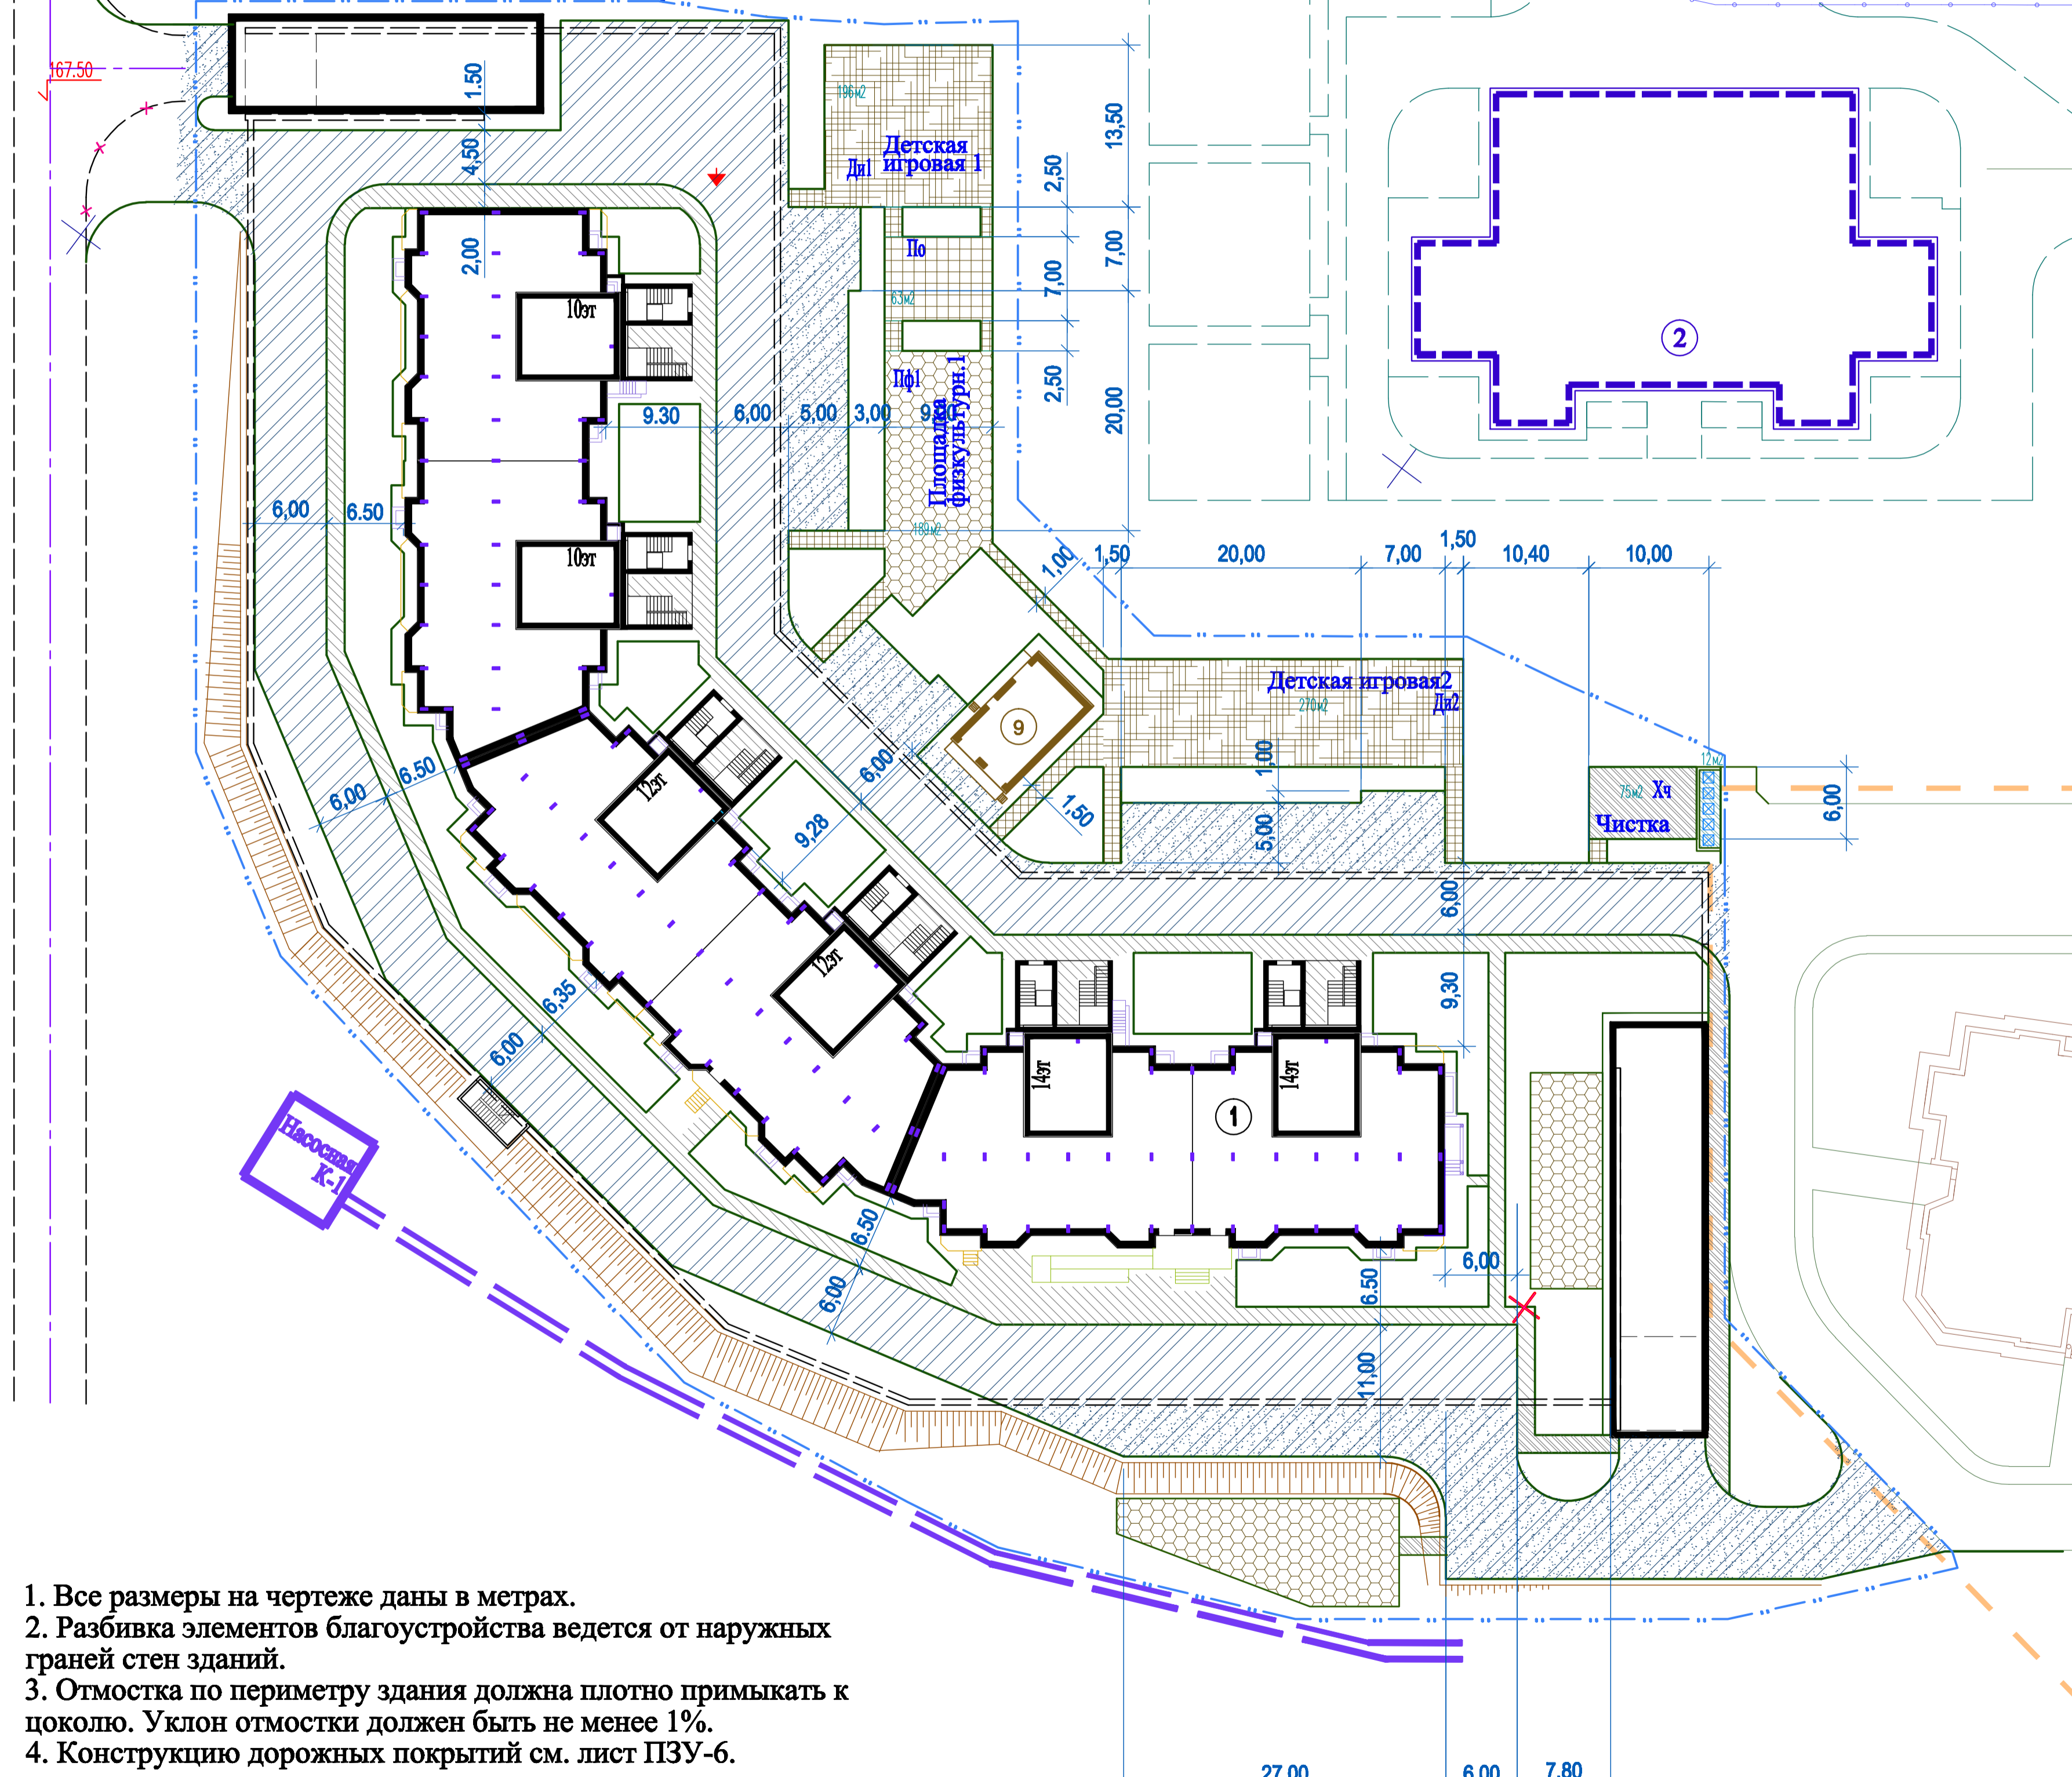 167.50
1.50
4,50
2,00
196м2
Детская
игровая 1
Ди1
13,50
2,50
По
7,00
7,00
63м2
2,50
Пф1
Площадка
физкультурн.1
20,00
189м2
10эт
9.30
6,00
5,00
3,00
2
6,00
6.50
10эт
1,00
1,50
20,00
7,00
1,50
10,40
10,00
Детская игровая2
270м2
Ди2
9
6,00
6.50
12эт
6,00
9,28
1,50
1,00
5,00
12м2
75м2
Хч
Чистка
6,00
6,00
9,30
12эт
6,35
6,00
14эт
14эт
1
Насосная
К-1
6.50
6,00
6.50
6,00
11,00
1. Все размеры на чертеже даны в метрах.
2. Разбивка элементов благоустройства ведется от наружных
граней стен зданий.
3. Отмостка по периметру здания должна плотно примыкать к
цоколю. Уклон отмостки должен быть не менее 1%.
4. Конструкцию дорожных покрытий см. лист ПЗУ-6.
27,00
6,00
7,80